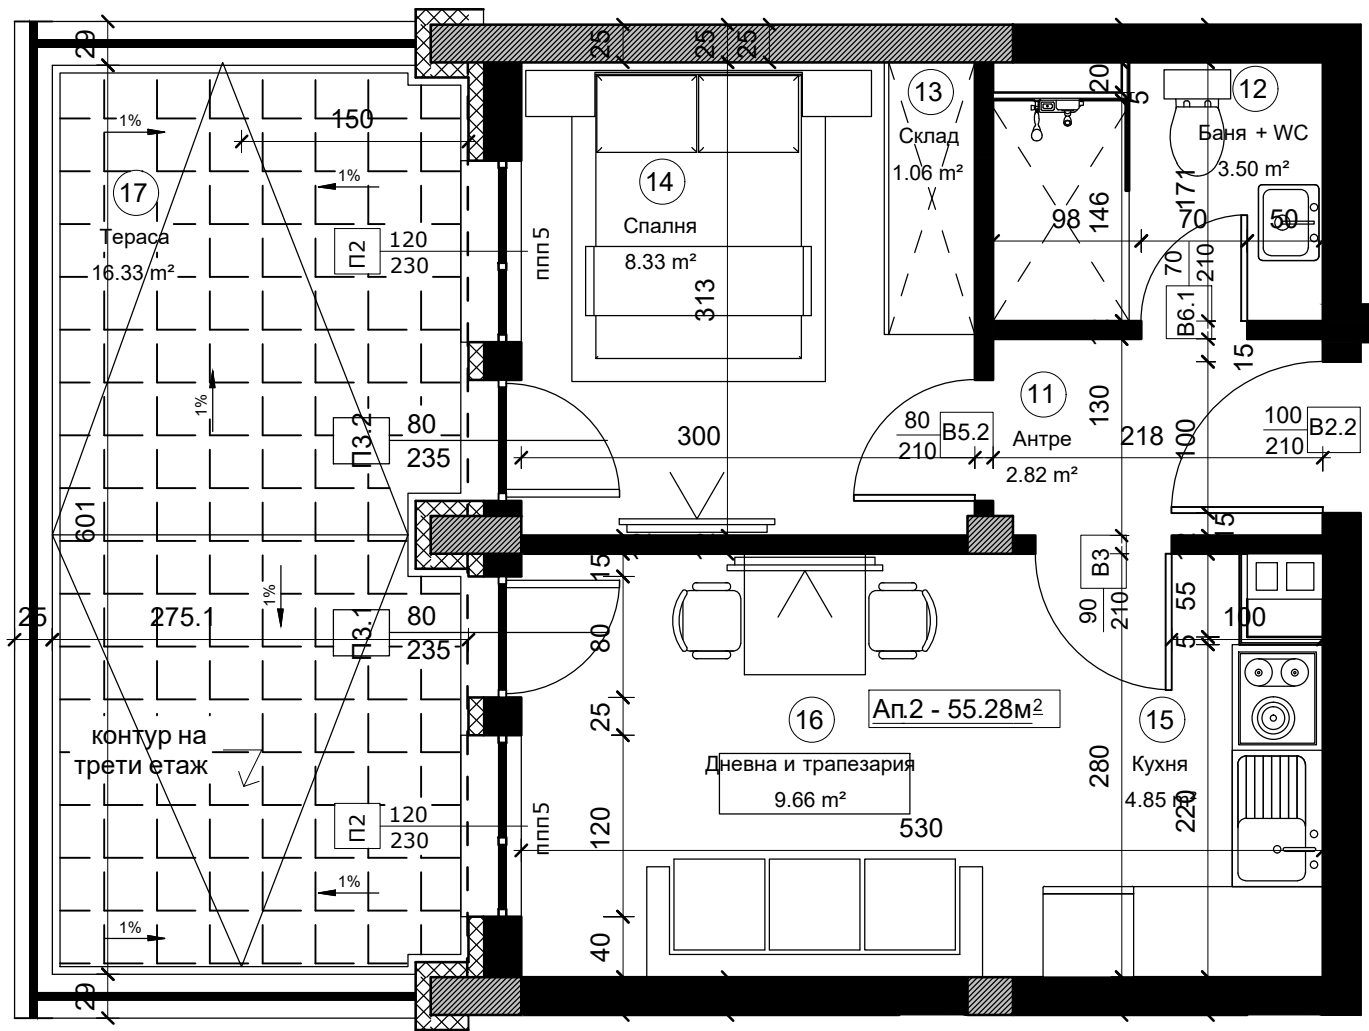 29
25
25
25
20
5
12
Баня + WC
3.50 m²
171
13
Склад
1.06 m²
150
1%
1%
17
Тераса
16.33 m²
14
Спалня
8.33 m²
313
98
146
70
50
П2
120
230
ппп5
70
210
В6.1
15
1%
П3.2
80
235
300
80
210
В5.2
11
Антре
2.82 m²
130
218
100
100
210
В2.2
601
15
15
В3
90
210
55
5
100
1%
25
275.1
П3.1
80
235
80
25
16
Ап.2 - 55.28м²
15
Дневна и трапезария
9.66 m²
280
Кухня
4.85 m²
220
контур на
трети етаж
П2
120
230
ппп5
120
530
1%
1%
40
29